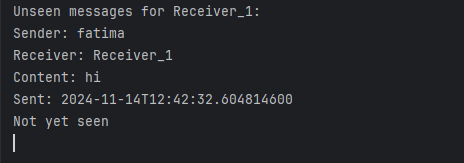 Unseen messages for Receiver_1:
Sender: fatima
Receiver: Receiver_1
Content: hi
Sent: 2024-11-14T12:42:32.604814600
Not yet seen